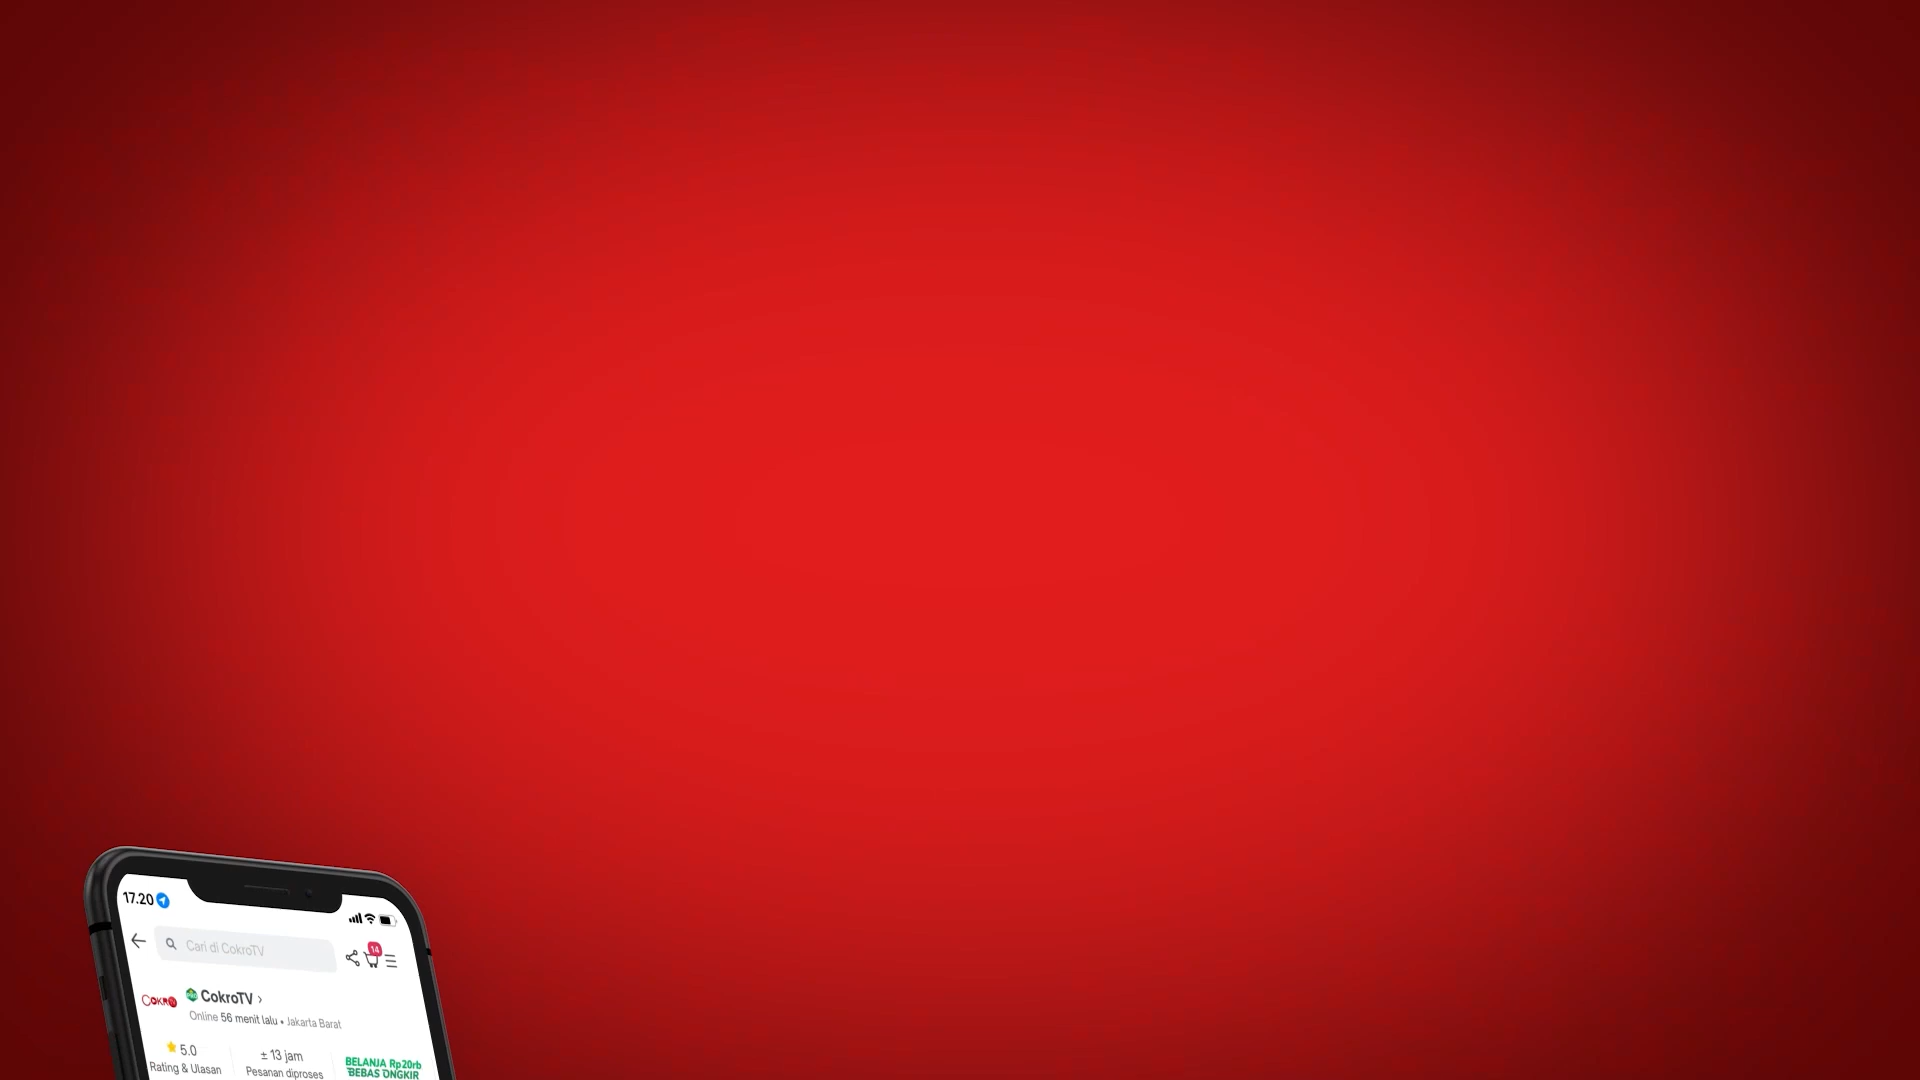 17.20
Cari di CokroTV
14
COKRO
CokroTV
Online 56 menit lalu • Jakarta Barat
5.0
Rating & Ulasan
± 13 jam
Pesanan diproses
BELANJA Rp20rb
BEBAS ONGKIR